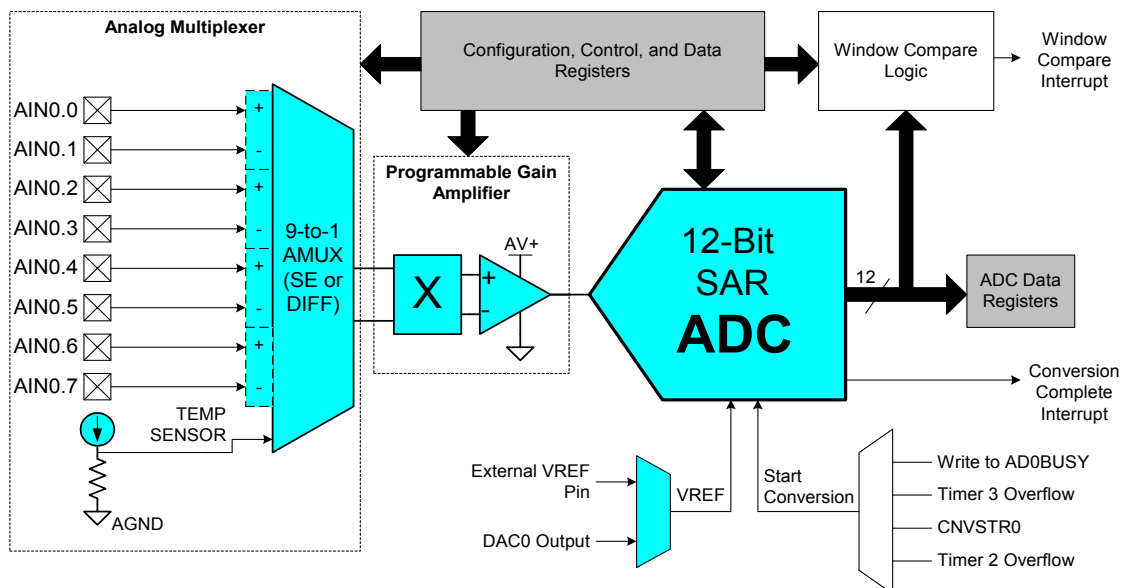 Analog Multiplexer
AIN0.0
AIN0.1
AIN0.2
AIN0.3
AIN0.4
AIN0.5
AIN0.6
AIN0.7
+
-
+
-
+
-
+
-
9-to-1
AMUX
(SE or
DIFF)
TEMP
SENSOR
AGND
Configuration, Control, and Data
Registers
Window Compare
Logic
Window
Compare
Interrupt
Programmable Gain
Amplifier
X
+
-
AV+
12-Bit
SAR
ADC
12
ADC Data
Registers
Conversion
Complete
Interrupt
External VREF
Pin
DAC0 Output
VREF
Start
Conversion
Write to AD0BUSY
Timer 3 Overflow
CNVSTR0
Timer 2 Overflow